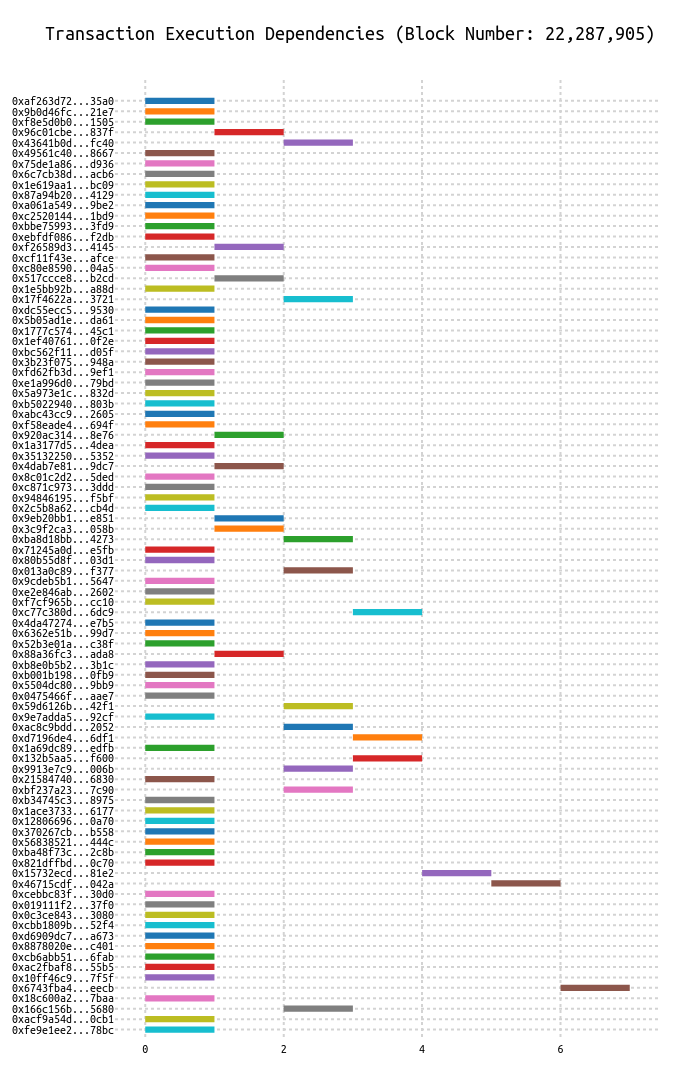 Transaction Execution Dependencies (Block Number: 22,287,905)
0xaf263d72...35a0
0x9b0d46fc...21e7
0xf8e5d0b0...1505
0x96c01cbe...837f
0x43641b0d...fc40
0x49561c40...8667
0x75de1a86...d936
0x6c7cb38d...acb6
0x1e619aa1...bc09
0x87a94b20...4129
0xa061a549...9be2
0xc2520144...1bd9
0xbbe75993...3fd9
0xebfdf086...f2db
0xf26589d3...4145
0xcf11f43e...afce
0xc80e8590...04a5
0x517ccce8...b2cd
0x1e5bb92b...a88d
0x17f4622a...3721
0xdc55ecc5...9530
0x5b05ad1e...da61
0x1777c574...45c1
0x1ef40761...0f2e
0xbc562f11...d05f
0x3b23f075...948a
0xfd62fb3d...9ef1
0xe1a996d0...79bd
0x5a973e1c...832d
0xb5022940...803b
0xabc43cc9...2605
0xf58eade4...694f
0x920ac314...8e76
0x1a3177d5...4dea
0x35132250...5352
0x4dab7e81...9dc7
0x8c01c2d2...5ded
0xc871c973...3ddd
0x94846195...f5bf
0x2c5b8a62...cb4d
0x9eb20bb1...e851
0x3c9f2ca3...058b
0xba8d18bb...4273
0x71245a0d...e5fb
0x80b55d8f...03d1
0x013a0c89...f377
0x9cdeb5b1...5647
0xe2e846ab...2602
0xf7cf965b...cc10
0xc77c380d...6dc9
0x4da47274...e7b5
0x6362e51b...99d7
0x52b3e01a...c38f
0x88a36fc3...ada8
0xb8e0b5b2...3b1c
0xb001b198...0fb9
0x5504dc80...9bb9
0x0475466f...aae7
0x59d6126b...42f1
0x9e7adda5...92cf
0xac8c9bdd...2052
0xd7196de4...6df1
0x1a69dc89...edfb
0x132b5aa5...f600
0x9913e7c9...006b
0x21584740...6830
0xbf237a23...7c90
0xb34745c3...8975
0x1ace3733...6177
0x12806696...0a70
0x370267cb...b558
0x56838521...444c
0xba48f73c...2c8b
0x821dffbd...0c70
0x15732ecd...81e2
0x46715cdf...042a
0xcebbc83f...30d0
0x019111f2...37f0
0x0c3ce843...3080
0xcbb1809b...52f4
0xd6909dc7...a673
0x8878020e...c401
0xcb6abb51...6fab
0xac2fbaf8...55b5
0x10ff46c9...7f5f
0x6743fba4...eecb
0x18c600a2...7baa
0x166c156b...5680
0xacf9a54d...0cb1
0xfe9e1ee2...78bc
0 2 4 6